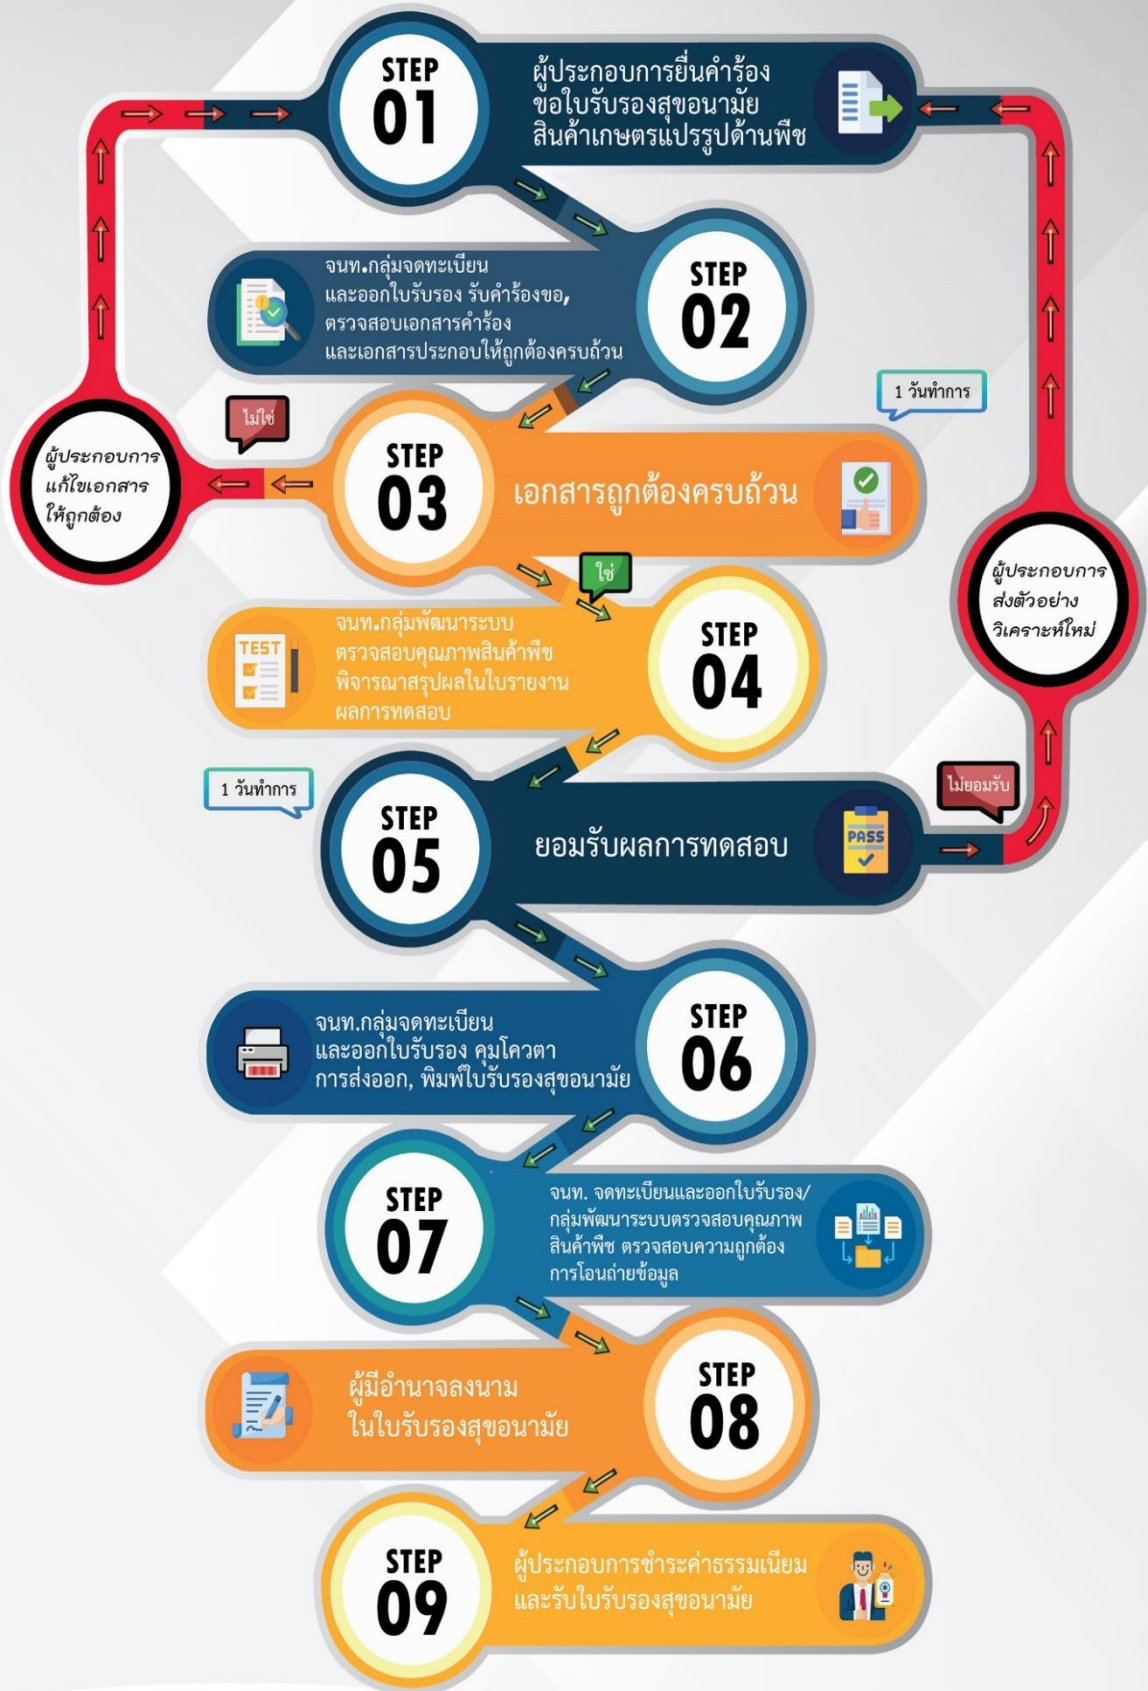 STEP
01
ผู้ประกอบการยื่นคำร้อง
ขอใบรับรองสุขอนามัย
สินค้าเกษตรแปรรูปด้านพืช
STEP
02
จนท.กลุ่มจดทะเบียน
และออกใบรับรอง รับคำร้องขอ,
ตรวจสอบเอกสารคำร้อง
และเอกสารประกอบให้ถูกต้องครบถ้วน
1 วันทำการ
STEP
03
เอกสารถูกต้องครบถ้วน
ไม่ใช่
ผู้ประกอบการ
แก้ไขเอกสาร
ให้ถูกต้อง
ใช่
STEP
04
จนท.กลุ่มพัฒนาระบบ
ตรวจสอบคุณภาพสินค้าพืช
พิจารณาสรุปผลในใบรายงาน
ผลการทดสอบ
TEST
ผู้ประกอบการ
ส่งตัวอย่าง
วิเคราะห์ใหม่
1 วันทำการ
STEP
05
ยอมรับผลการทดสอบ
PASS
ไม่ยอมรับ
STEP
06
จนท.กลุ่มจดทะเบียน
และออกใบรับรอง คุมโควตา
การส่งออก, พิมพ์ใบรับรองสุขอนามัย
STEP
07
จนท. จดทะเบียนและออกใบรับรอง/
กลุ่มพัฒนาระบบตรวจสอบคุณภาพ
สินค้าพืช ตรวจสอบความถูกต้อง
การโอนถ่ายข้อมูล
STEP
08
ผู้มีอำนาจลงนาม
ในใบรับรองสุขอนามัย
STEP
09
ผู้ประกอบการชำระค่าธรรมเนียม
และรับใบรับรองสุขอนามัย